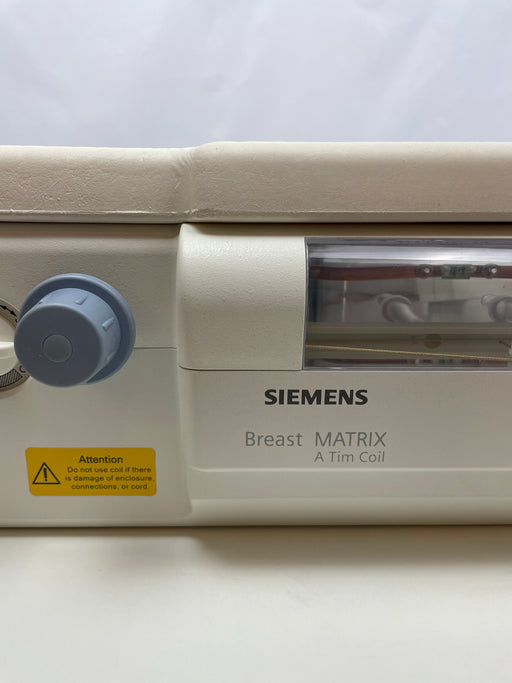 SIEMENS
Breast MATRIX
A Tim Coil
Attention
Do not use coil if there
is damage of enclosure,
connections, or cord.